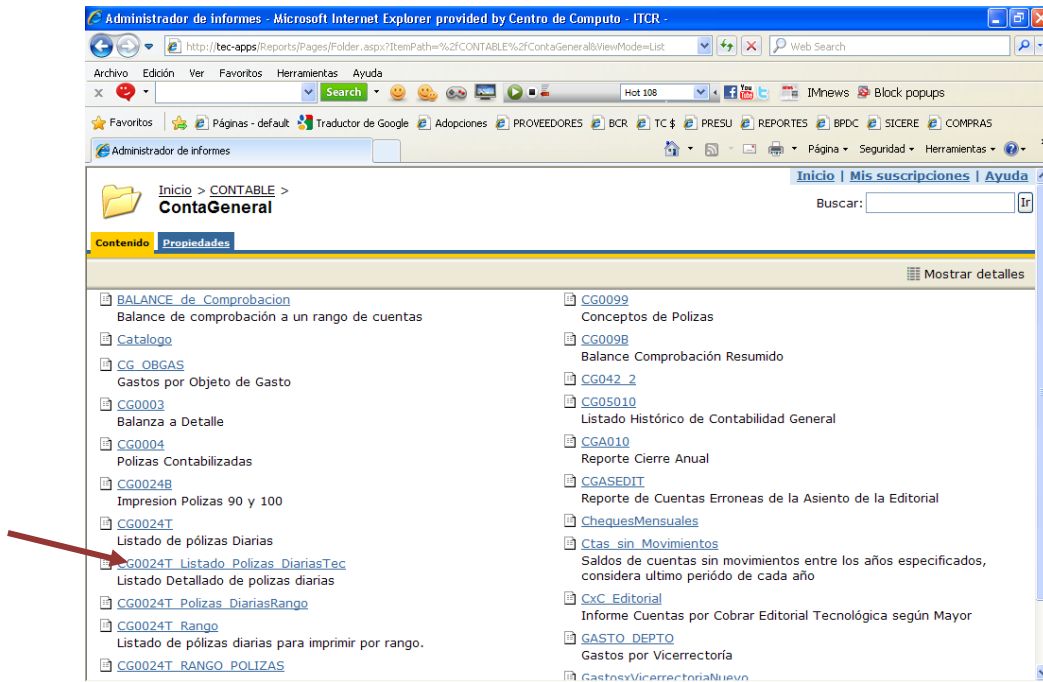 Administrador de informes - Microsoft Internet Explorer provided by Centro de Computo - ITCR -
http://tec-apps/Reports/Pages/Folder.aspx?ItemPath=%2fCONTABLE%2fContaGeneral&ViewMode=List
Web Search
Archivo Edición Ver Favoritos Herramientas Ayuda
x Search Hot 108 You Tube IMnews Block popups
Favoritos Páginas - default Traductor de Google Adopciones PROVEEDORES BCR TC $ PRESU REPORTES BPDC SICERE COMPRAS
Administrador de informes Página Seguridad Herramientas
Inicio | Mis suscripciones | Ayuda
Inicio > CONTABLE >
ContaGeneral
Buscar: Ir
Contenido Propiedades
Mostrar detalles
BALANCE_de_Comprobacion
Balance de comprobación a un rango de cuentas
Catalogo
CG_OBGAS
Gastos por Objeto de Gasto
CG0003
Balanza a Detalle
CG0004
Polizas Contabilizadas
CG0024B
Impresion Polizas 90 y 100
CG0024T
Listado de pólizas Diarias
CG0024T_Listado_Polizas_DiariasTec
Listado Detallado de polizas diarias
CG0024T_Polizas_DiariasRango
CG0024T_Rango
Listado de pólizas diarias para imprimir por rango.
CG0024T_RANGO_POLIZAS
CG0099
Conceptos de Polizas
CG009B
Balance Comprobación Resumido
CG042_2
CG05010
Listado Histórico de Contabilidad General
CGA010
Reporte Cierre Anual
CGASEDIT
Reporte de Cuentas Erroneas de la Asiento de la Editorial
ChequesMensuales
Ctas_sin_Movimientos
Saldos de cuentas sin movimientos entre los años especificados,
considera ultimo periódo de cada año
CxC_Editorial
Informe Cuentas por Cobrar Editorial Tecnológica según Mayor
GASTO_DEPTO
Gastos por Vicerrectoría
GastosxVicerrectoriaNuevo